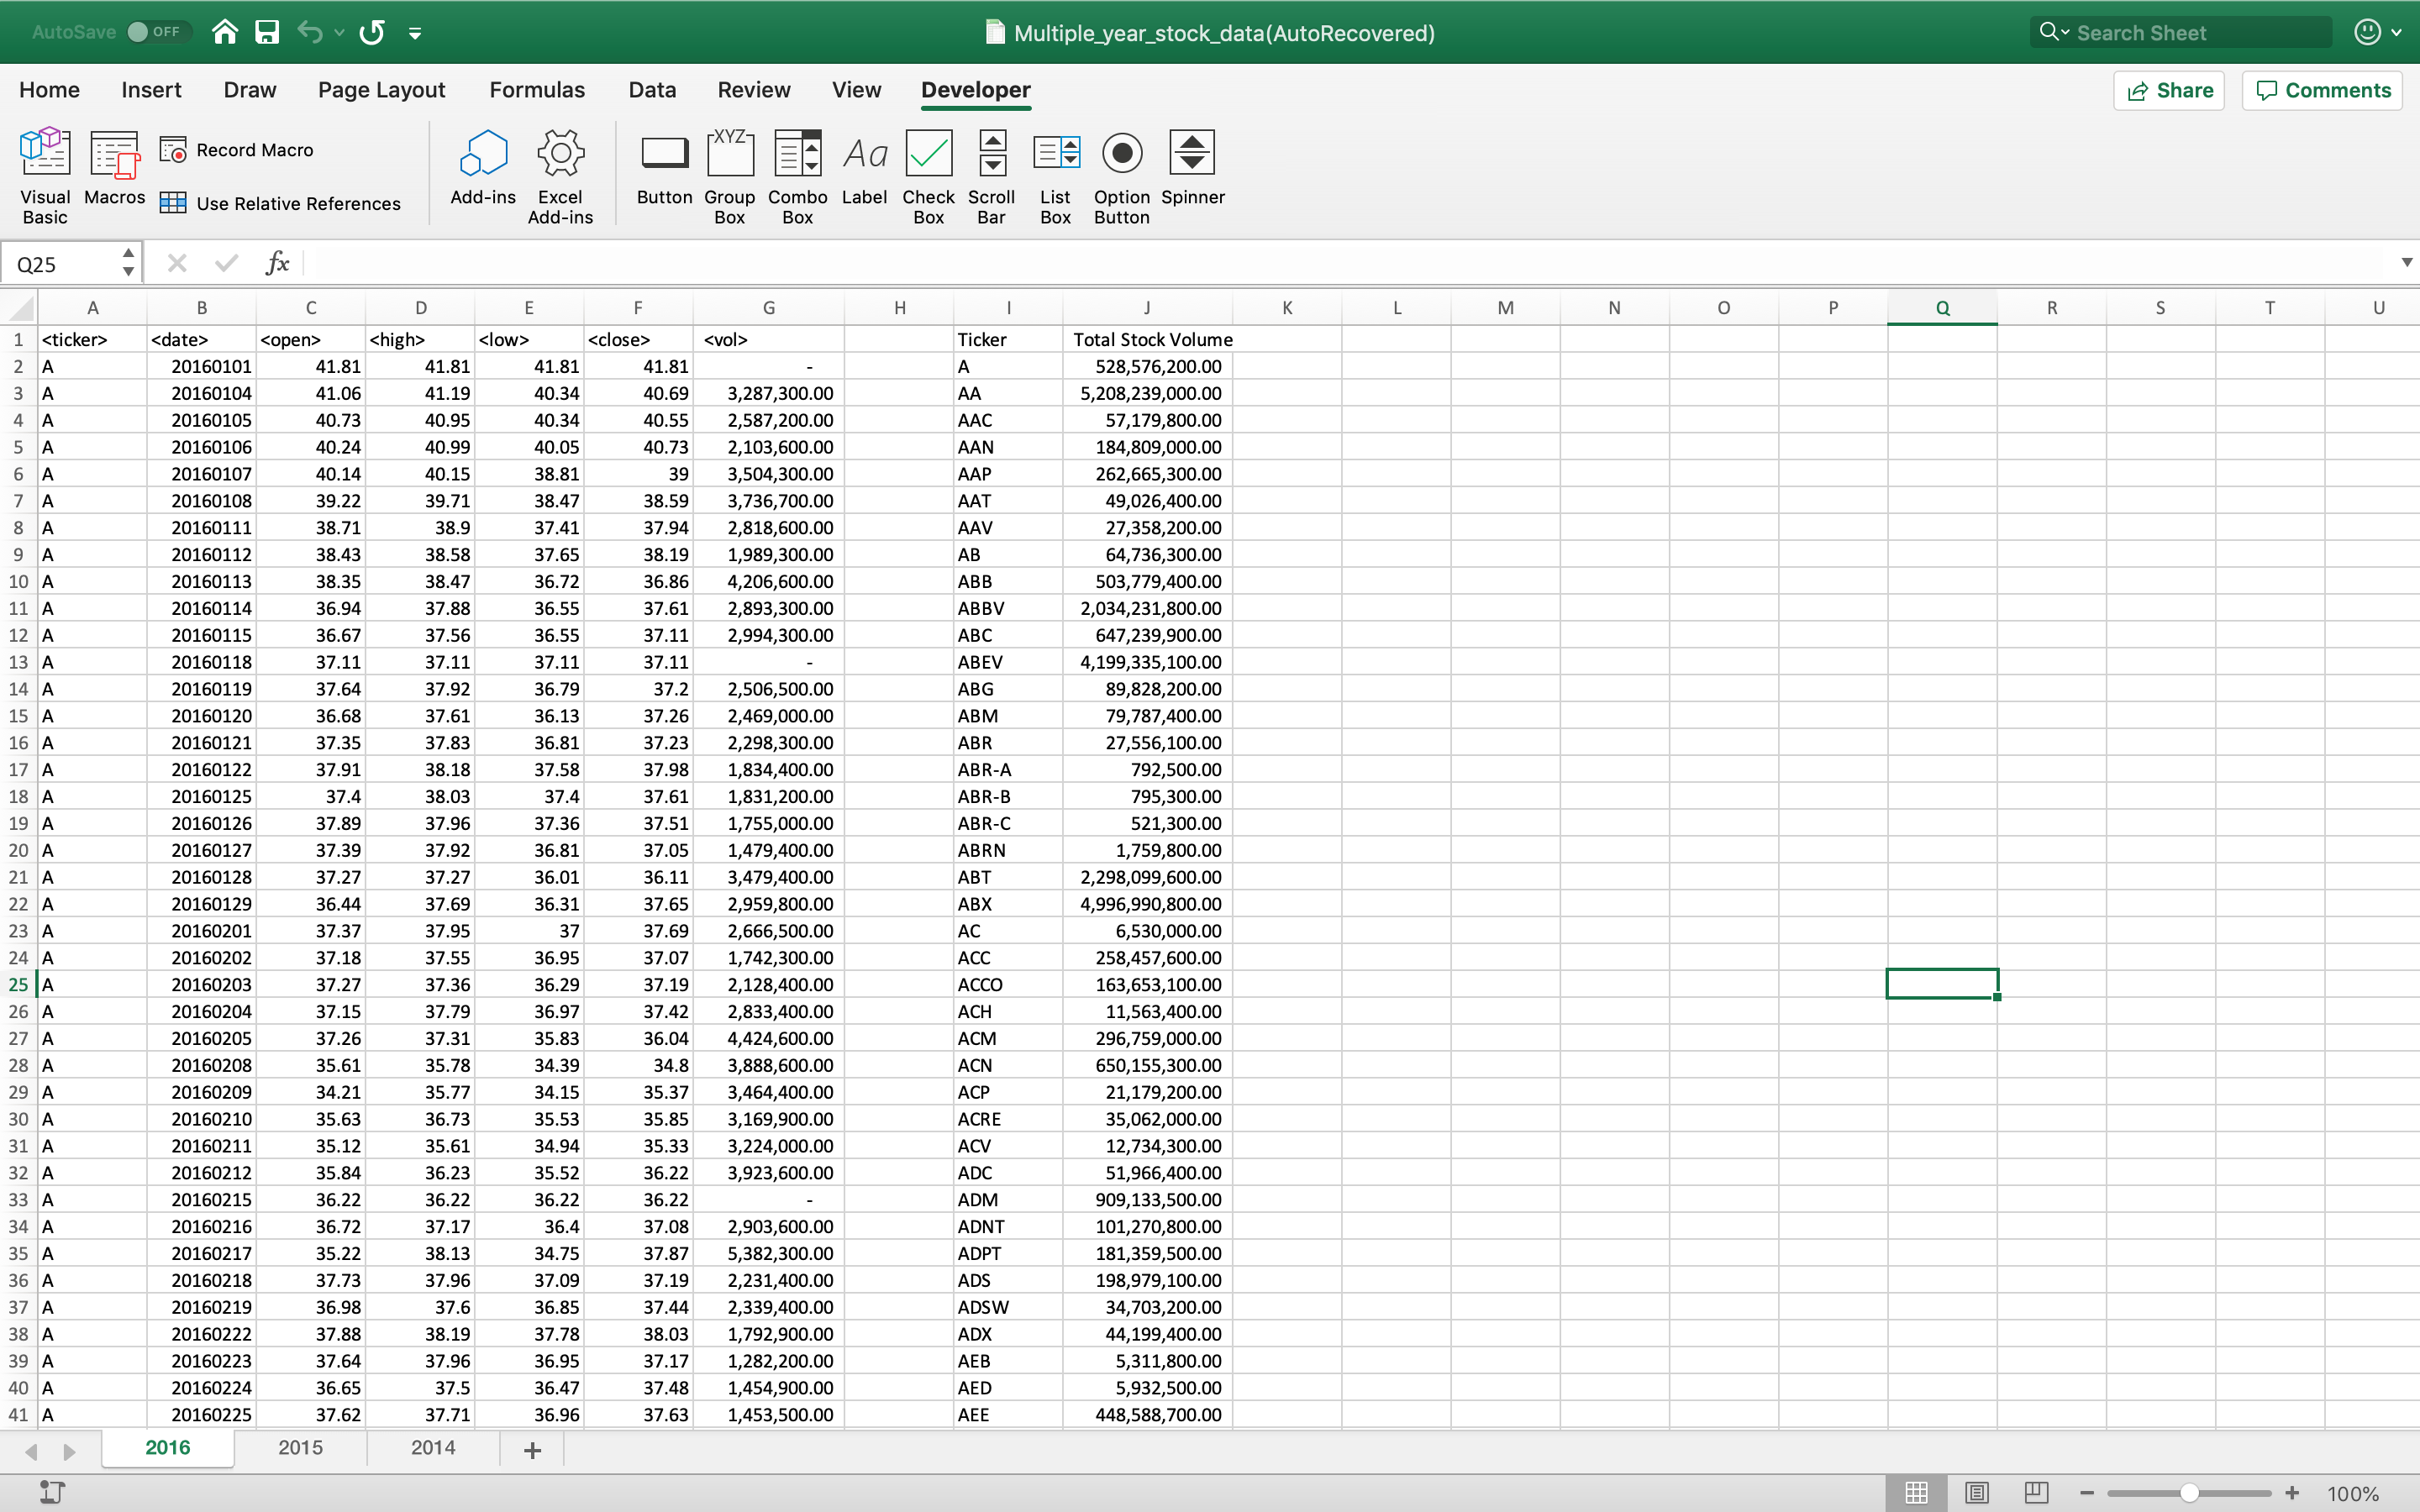 AutoSave OFF Multiple_year_stock_data(AutoRecovered) Search Sheet
Home Insert Draw Page Layout Formulas Data Review View Developer Share Comments
Visual Basic Macros Record Macro Use Relative References Add-ins Excel Add-ins Button XYZ Group Box Combo Box Aa Label Check Box Scroll Bar List Box Option Button Spinner
Q25 fx
A B C D E F G H I J K L M N O P Q R S T U
1 <ticker> <date> <open> <high> <low> <close> <vol> Ticker Total Stock Volume
2 A 20160101 41.81 41.81 41.81 41.81 - A 528,576,200.00
3 A 20160104 41.06 41.19 40.34 40.69 3,287,300.00 AA 5,208,239,000.00
4 A 20160105 40.73 40.95 40.34 40.55 2,587,200.00 AAC 57,179,800.00
5 A 20160106 40.24 40.99 40.05 40.73 2,103,600.00 AAN 184,809,000.00
6 A 20160107 40.14 40.15 38.81 39 3,504,300.00 AAP 262,665,300.00
7 A 20160108 39.22 39.71 38.47 38.59 3,736,700.00 AAT 49,026,400.00
8 A 20160111 38.71 38.9 37.41 37.94 2,818,600.00 AAV 27,358,200.00
9 A 20160112 38.43 38.58 37.65 38.19 1,989,300.00 AB 64,736,300.00
10 A 20160113 38.35 38.47 36.72 36.86 4,206,600.00 ABB 503,779,400.00
11 A 20160114 36.94 37.88 36.55 37.61 2,893,300.00 ABBV 2,034,231,800.00
12 A 20160115 36.67 37.56 36.55 37.11 2,994,300.00 ABC 647,239,900.00
13 A 20160118 37.11 37.11 37.11 37.11 - ABEV 4,199,335,100.00
14 A 20160119 37.64 37.92 36.79 37.2 2,506,500.00 ABG 89,828,200.00
15 A 20160120 36.68 37.61 36.13 37.26 2,469,000.00 ABM 79,787,400.00
16 A 20160121 37.35 37.83 36.81 37.23 2,298,300.00 ABR 27,556,100.00
17 A 20160122 37.91 38.18 37.58 37.98 1,834,400.00 ABR-A 792,500.00
18 A 20160125 37.4 38.03 37.4 37.61 1,831,200.00 ABR-B 795,300.00
19 A 20160126 37.89 37.96 37.36 37.51 1,755,000.00 ABR-C 521,300.00
20 A 20160127 37.39 37.92 36.81 37.05 1,479,400.00 ABRN 1,759,800.00
21 A 20160128 37.27 37.27 36.01 36.11 3,479,400.00 ABT 2,298,099,600.00
22 A 20160129 36.44 37.69 36.31 37.65 2,959,800.00 ABX 4,996,990,800.00
23 A 20160201 37.37 37.95 37 37.69 2,666,500.00 AC 6,530,000.00
24 A 20160202 37.18 37.55 36.95 37.07 1,742,300.00 ACC 258,457,600.00
25 A 20160203 37.27 37.36 36.29 37.19 2,128,400.00 ACCO 163,653,100.00
26 A 20160204 37.15 37.79 36.97 37.42 2,833,400.00 ACH 11,563,400.00
27 A 20160205 37.26 37.31 35.83 36.04 4,424,600.00 ACM 296,759,000.00
28 A 20160208 35.61 35.78 34.39 34.8 3,888,600.00 ACN 650,155,300.00
29 A 20160209 34.21 35.77 34.15 35.37 3,464,400.00 ACP 21,179,200.00
30 A 20160210 35.63 36.73 35.53 35.85 3,169,900.00 ACRE 35,062,000.00
31 A 20160211 35.12 35.61 34.94 35.33 3,224,000.00 ACV 12,734,300.00
32 A 20160212 35.84 36.23 35.52 36.22 3,923,600.00 ADC 51,966,400.00
33 A 20160215 36.22 36.22 36.22 36.22 - ADM 909,133,500.00
34 A 20160216 36.72 37.17 36.4 37.08 2,903,600.00 ADNT 101,270,800.00
35 A 20160217 35.22 38.13 34.75 37.87 5,382,300.00 ADPT 181,359,500.00
36 A 20160218 37.73 37.96 37.09 37.19 2,231,400.00 ADS 198,979,100.00
37 A 20160219 36.98 37.6 36.85 37.44 2,339,400.00 ADSW 34,703,200.00
38 A 20160222 37.88 38.19 37.78 38.03 1,792,900.00 ADX 44,199,400.00
39 A 20160223 37.64 37.96 36.95 37.17 1,282,200.00 AEB 5,311,800.00
40 A 20160224 36.65 37.5 36.47 37.48 1,454,900.00 AED 5,932,500.00
41 A 20160225 37.62 37.71 36.96 37.63 1,453,500.00 AEE 448,588,700.00
2016 2015 2014 +
100%